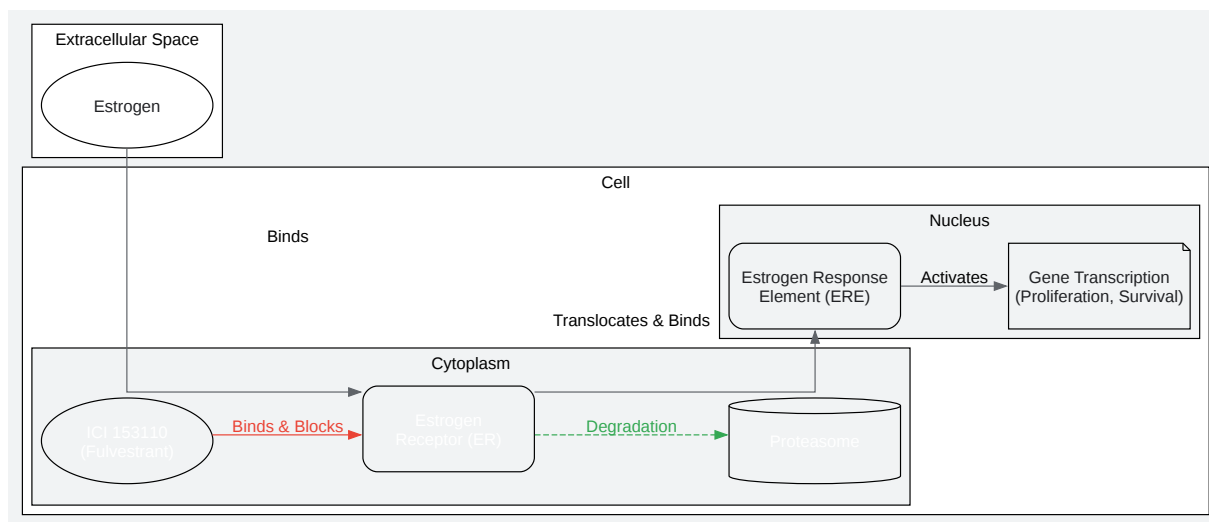 Extracellular Space
Estrogen
Cell
Binds
Nucleus
Estrogen Response
Element (ERE)
Activates
Gene Transcription
(Proliferation, Survival)
Translocates & Binds
Cytoplasm
ICI 153110
(Fulvestrant)
Binds & Blocks
Estrogen
Receptor (ER)
Degradation
Proteasome